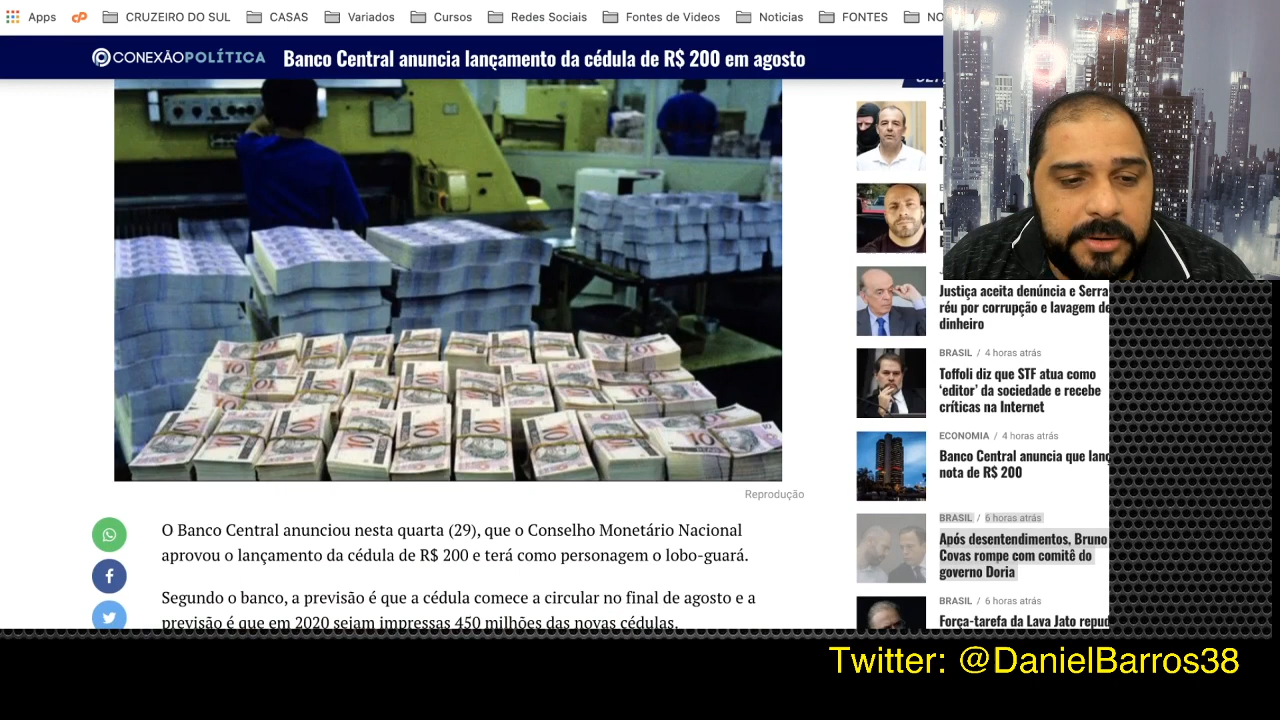 Apps
CRUZEIRO DO SUL
CASAS
Variados
Cursos
Redes Sociais
Fontes de Videos
Noticias
FONTES
NO
CONEXÃOPOLÍTICA
Banco Central anuncia lançamento da cédula de R$ 200 em agosto
Reprodução
O Banco Central anunciou nesta quarta (29), que o Conselho Monetário Nacional
aprovou o lançamento da cédula de R$ 200 e terá como personagem o lobo-guará.
Segundo o banco, a previsão é que a cédula comece a circular no final de agosto e a
previsão é que em 2020 sejam impressas 450 milhões das novas cédulas.
Justiça aceita denúncia e Serra
réu por corrupção e lavagem de
dinheiro
BRASIL / 4 horas atrás
Toffoli diz que STF atua como
‘editor’ da sociedade e recebe
críticas na Internet
ECONOMIA / 4 horas atrás
Banco Central anuncia que lanç
nota de R$ 200
BRASIL / 6 horas atrás
Após desentendimentos, Bruno
Covas rompe com comitê do
governo Doria
BRASIL / 6 horas atrás
Força-tarefa da Lava Jato repud
Twitter: @DanielBarros38